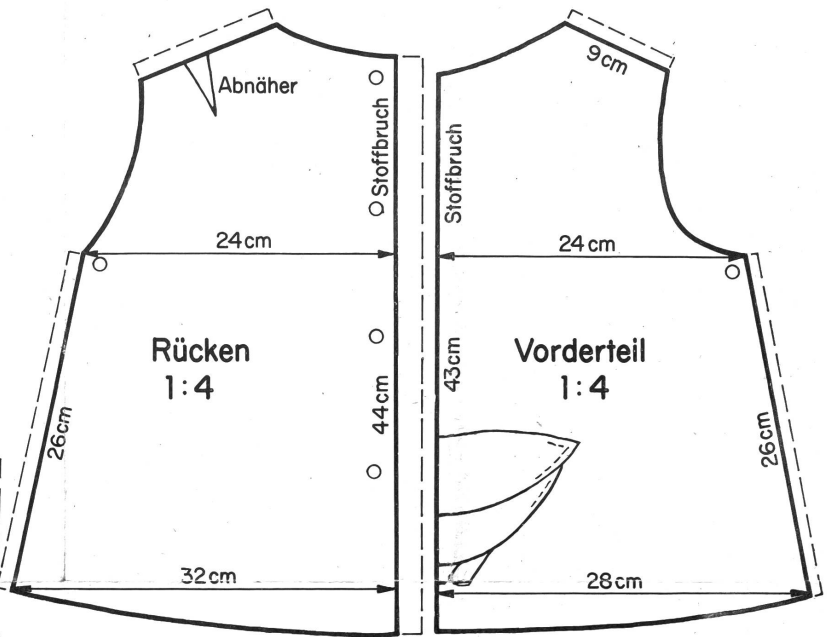 Abnäher
Stoffbruch
24cm
Rücken
1:4
44cm
26cm
32cm
9cm
Stoffbruch
24cm
Vorderteil
1:4
43cm
26cm
28cm